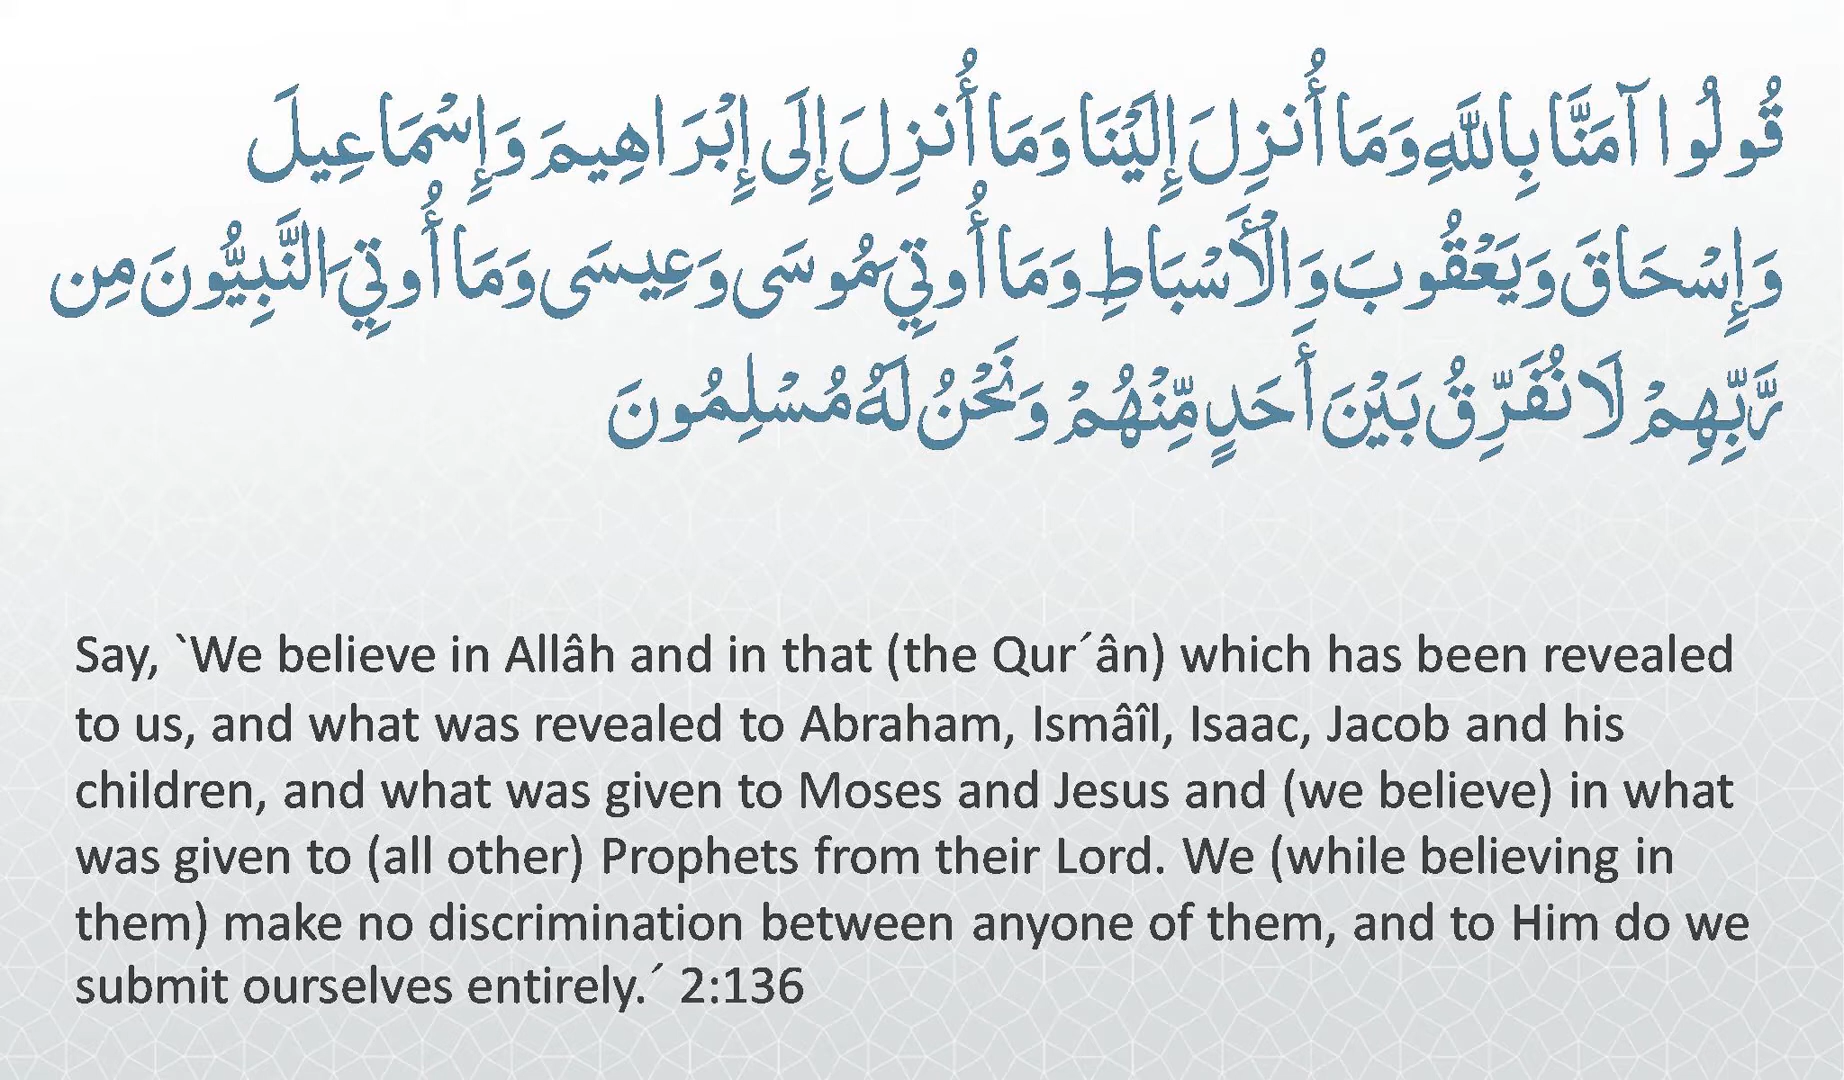 قُولُوا آمَنَّا بِاللَّهِ وَمَا أُنزِلَ إِلَيْنَا وَمَا أُنزِلَ إِلَى إِبْرَاهِيمَ وَإِسْمَاعِيلَ
وَإِسْحَاقَ وَيَعْقُوبَ وَالْأَسْبَاطِ وَمَا أُوتِيَ مُوسَى وَعِيسَى وَمَا أُوتِيَ النَّبِيُّونَ مِن
رَّبِّهِمْ لَا نُفَرِّقُ بَيْنَ أَحَدٍ مِّنْهُمْ وَنَحْنُ لَهُ مُسْلِمُونَ
Say, `We believe in Allâh and in that (the Qur´ân) which has been revealed
to us, and what was revealed to Abraham, Ismâîl, Isaac, Jacob and his
children, and what was given to Moses and Jesus and (we believe) in what
was given to (all other) Prophets from their Lord. We (while believing in
them) make no discrimination between anyone of them, and to Him do we
submit ourselves entirely.´ 2:136